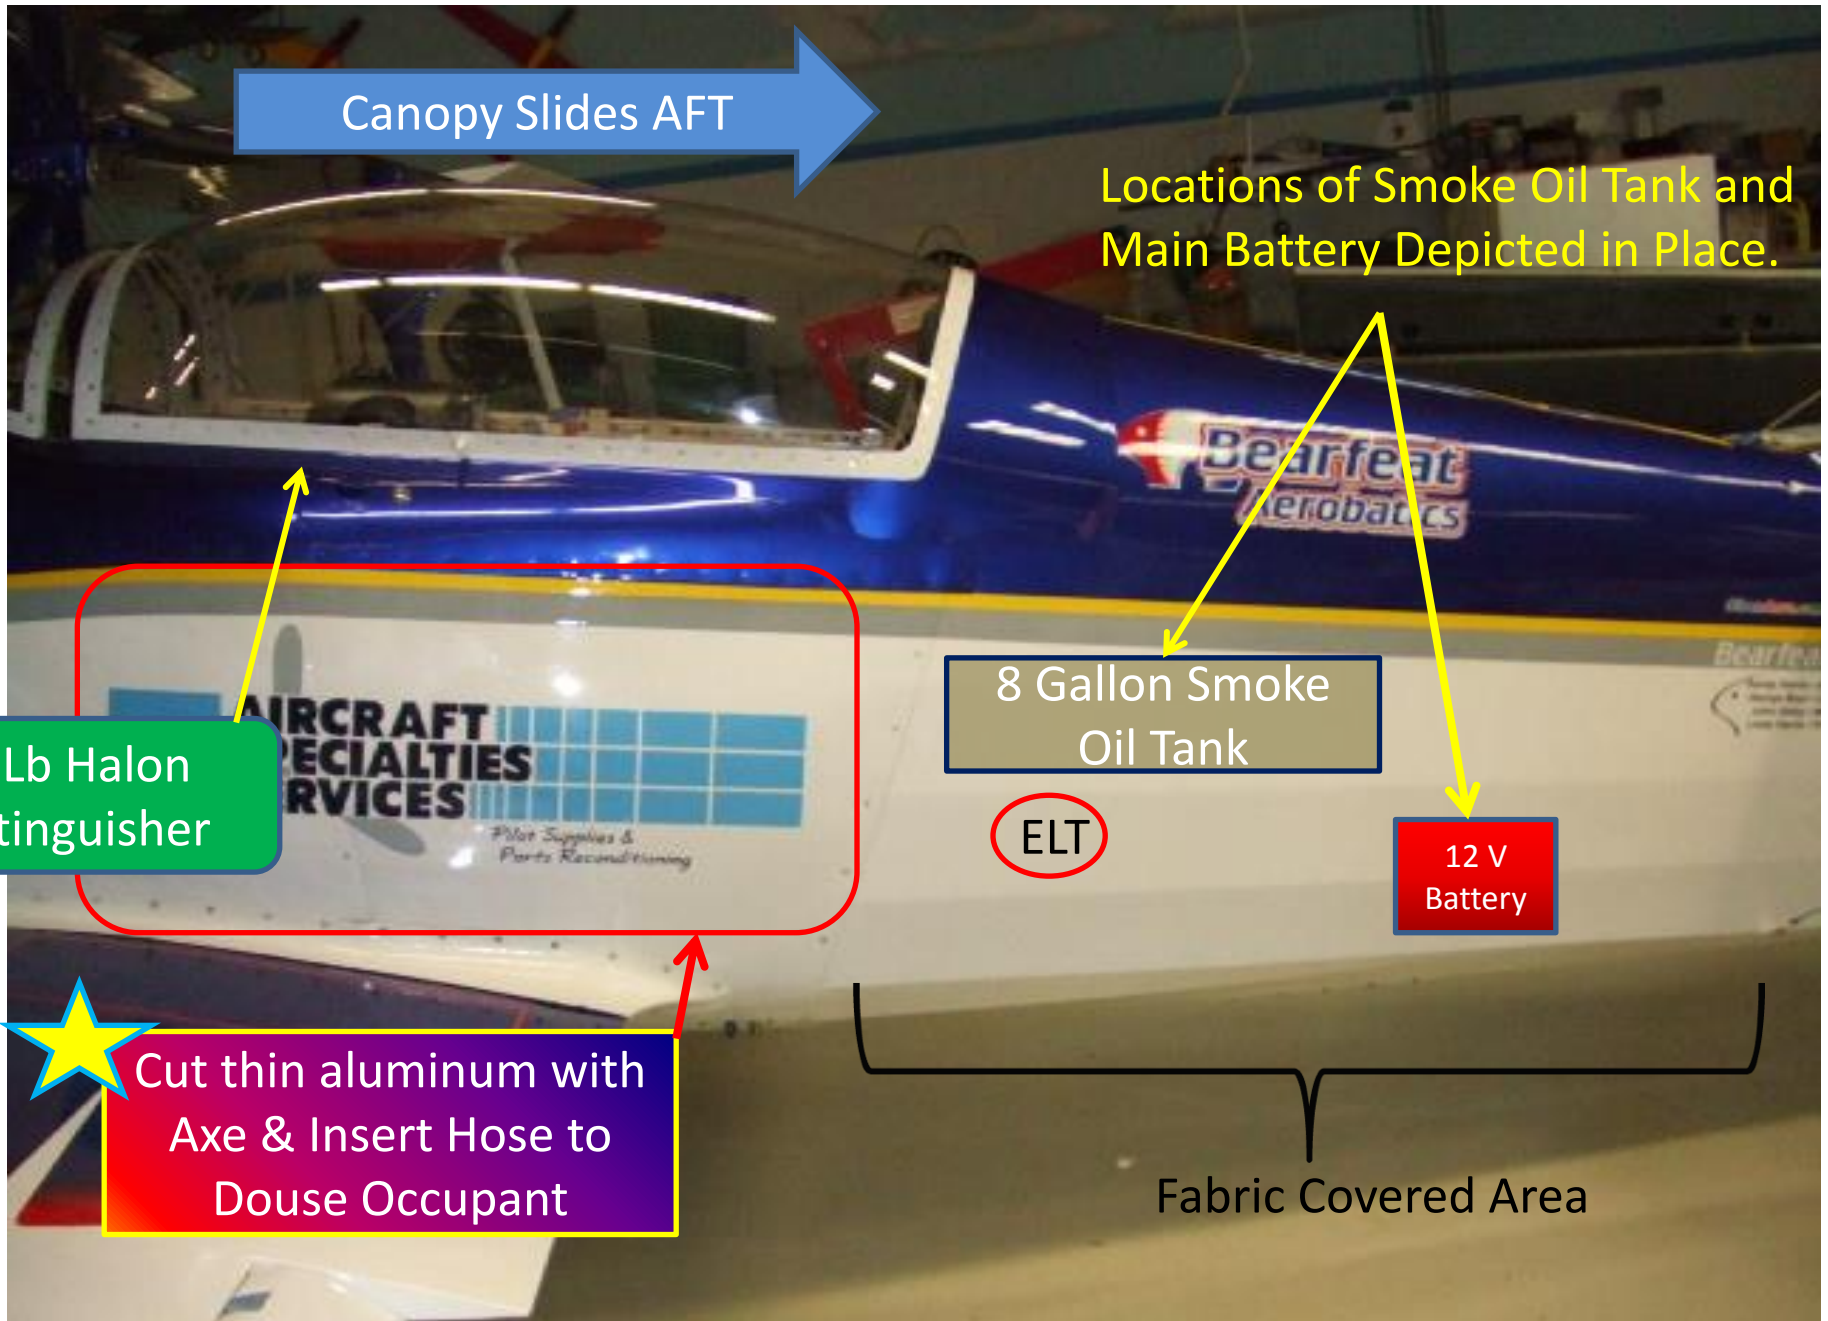 Canopy Slides AFT
Locations of Smoke Oil Tank and
Main Battery Depicted in Place.
Bearfeat
Aerobatics
8 Gallon Smoke
Oil Tank
AIRCRAFT
SPECIALTIES
SERVICES
Pilot Supplies &
Parts Reconditioning
Lb Halon
tinguisher
ELT
12 V
Battery
Cut thin aluminum with
Axe & Insert Hose to
Douse Occupant
Fabric Covered Area